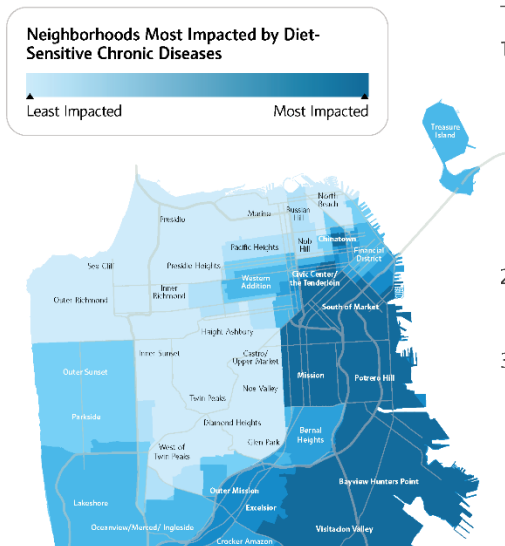 Neighborhoods Most Impacted by Diet-
Sensitive Chronic Diseases
Least Impacted
Most Impacted
1
Treasure
Island
North
Beach
Presidio
Marina
Russian
Hill
Chinatown
Nob
Hill
Pacific Heights
Financial
District
Sea Cliff
Presidio Heights
Western
Addition
Civic Center/
the Tenderloin
2
Outer Richmond
Inner
Richmond
South of Market
Haight Ashbury
Inner Sunset
Castro/
Upper Market
3
Outer Sunset
Mission
Potrero Hill
Noe Valley
Twin Peaks
Parkside
Diamond Heights
Bernal
Heights
Glen Park
West of
Twin Peaks
Bayview Hunters Point
Outer Mission
Lakeshore
Excelsior
Oceanview/Merced/ Ingleside
Visitacion Valley
Crocker Amazon